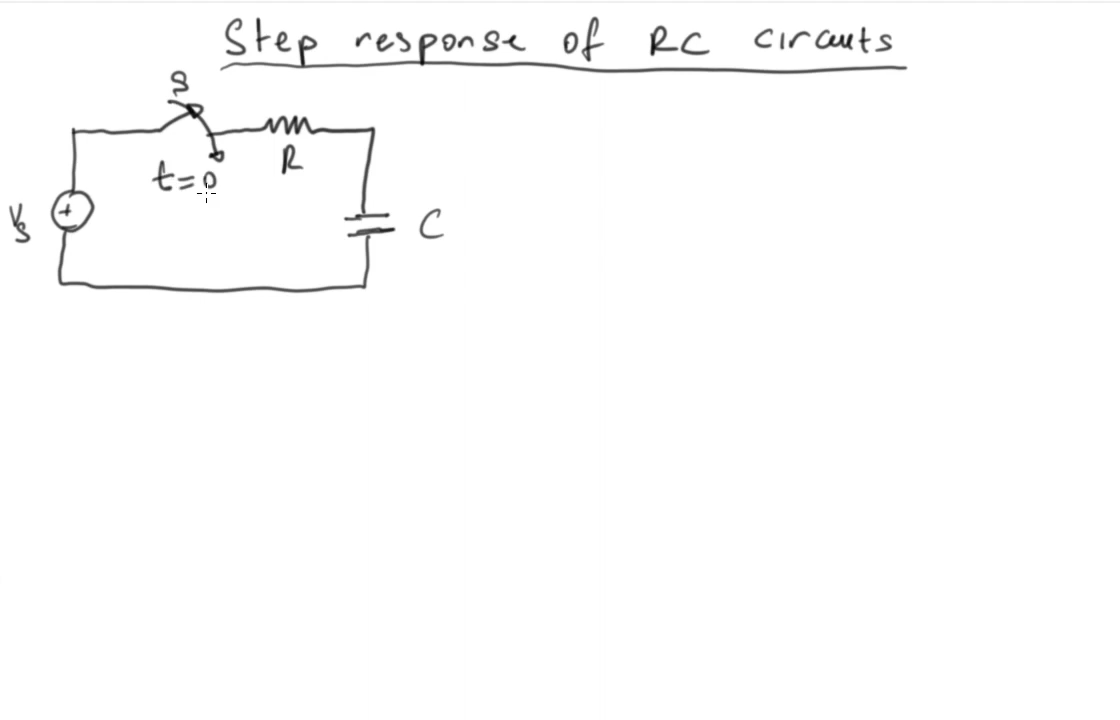 Step response of RC circuits
S
t=0
R
Vs
+
C